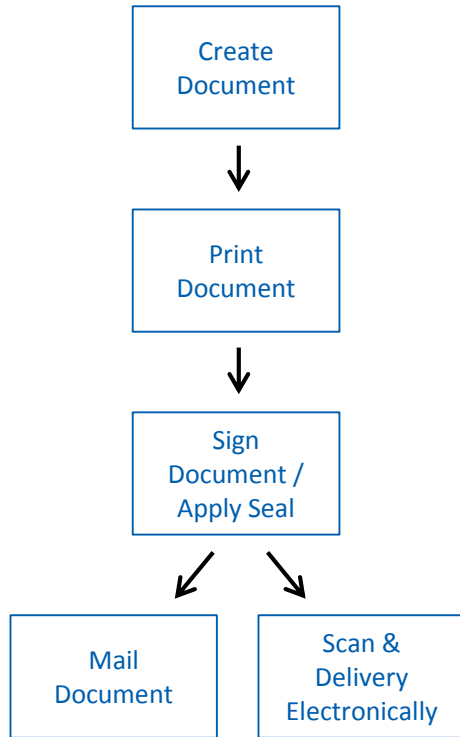 Create
Document
Print
Document
Sign
Document /
Apply Seal
Mail
Document
Scan &
Delivery
Electronically